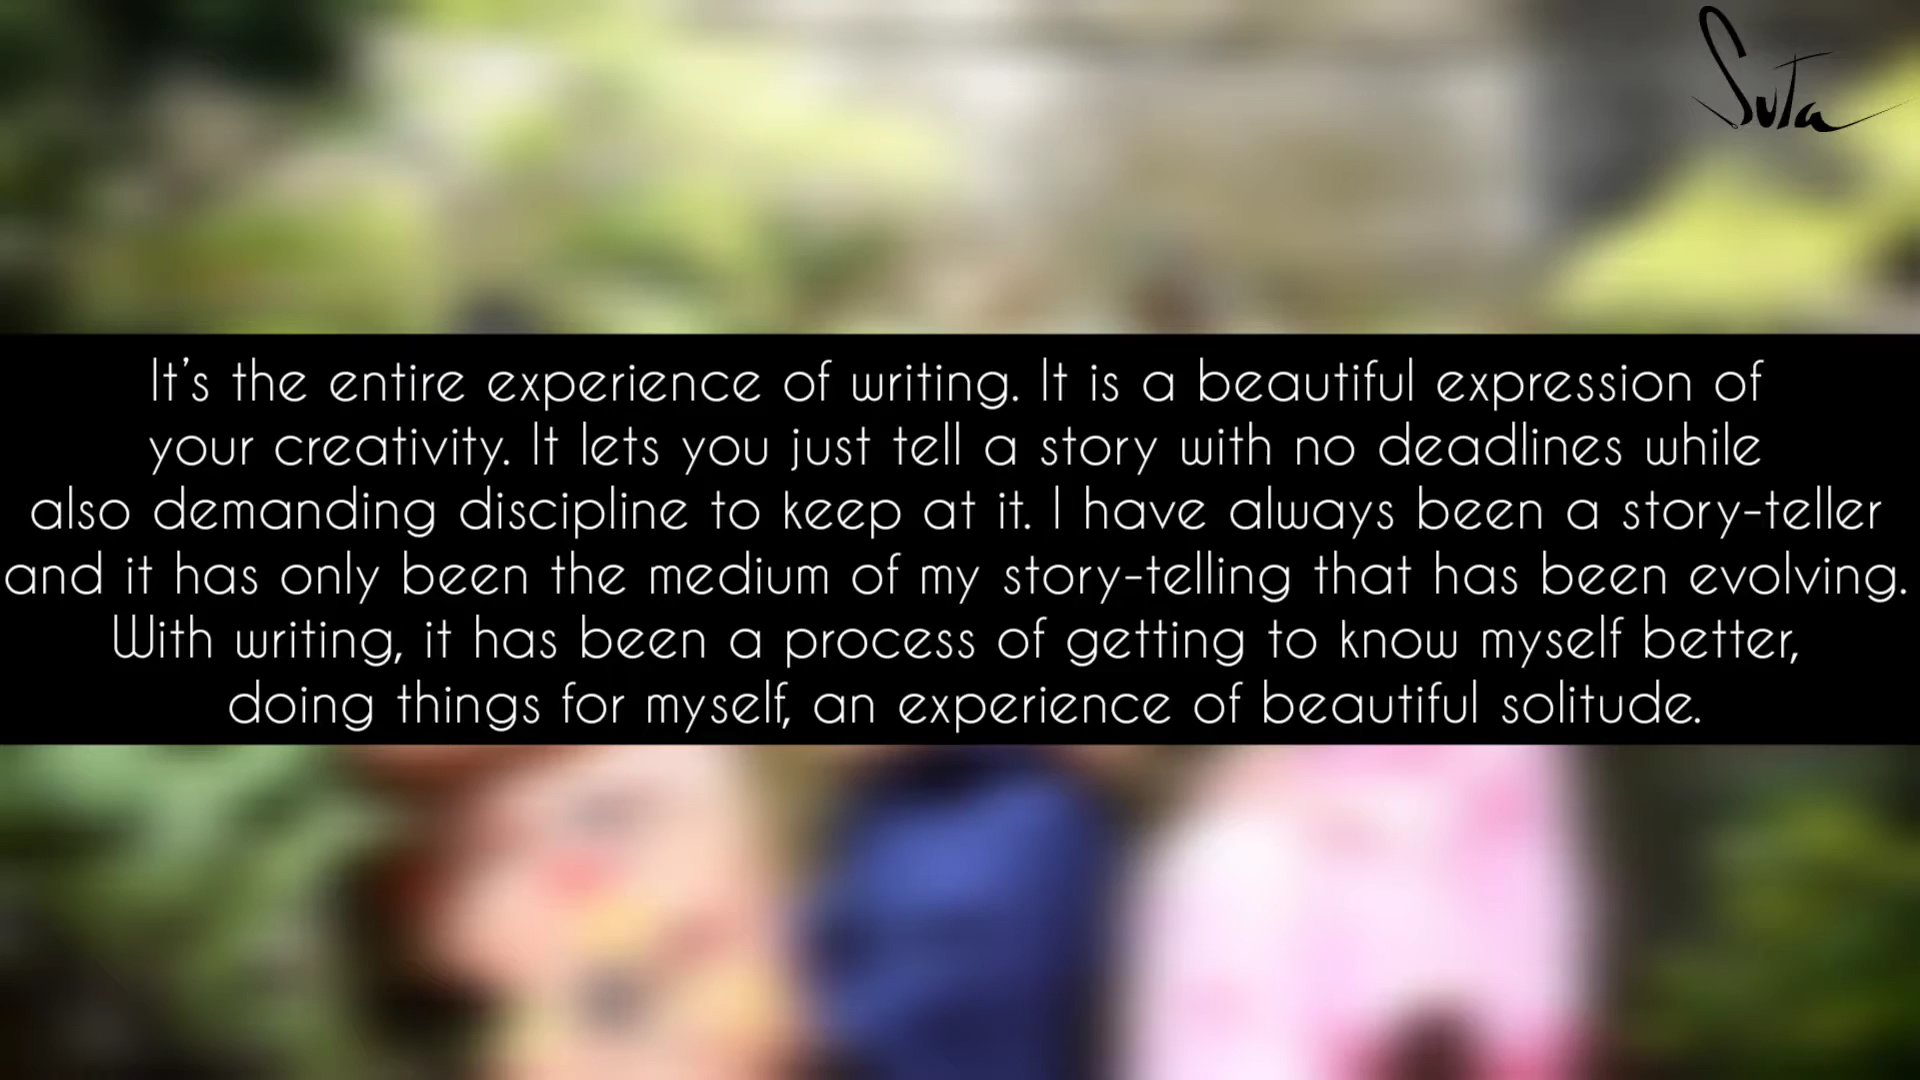 Suta
It’s the entire experience of writing. It is a beautiful expression of
your creativity. It lets you just tell a story with no deadlines while
also demanding discipline to keep at it. I have always been a story-teller
and it has only been the medium of my story-telling that has been evolving.
With writing, it has been a process of getting to know myself better,
doing things for myself, an experience of beautiful solitude.